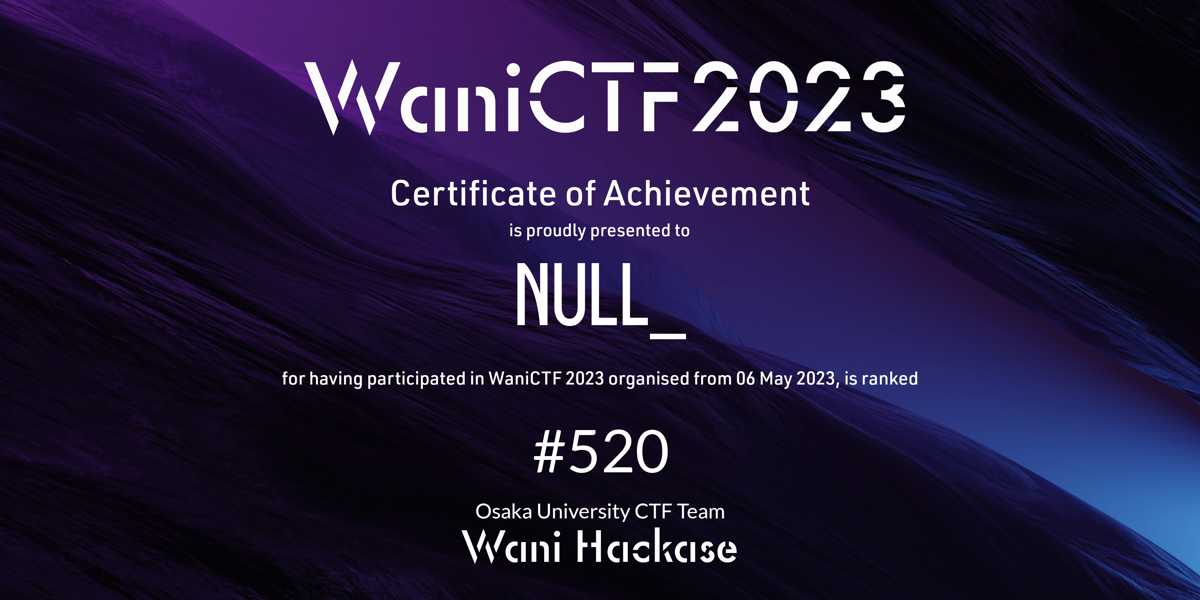 WaniCTF2023
Certificate of Achievement
is proudly presented to
NULL_
for having participated in WaniCTF 2023 organised from 06 May 2023, is ranked
#520
Osaka University CTF Team
Wani Hackase